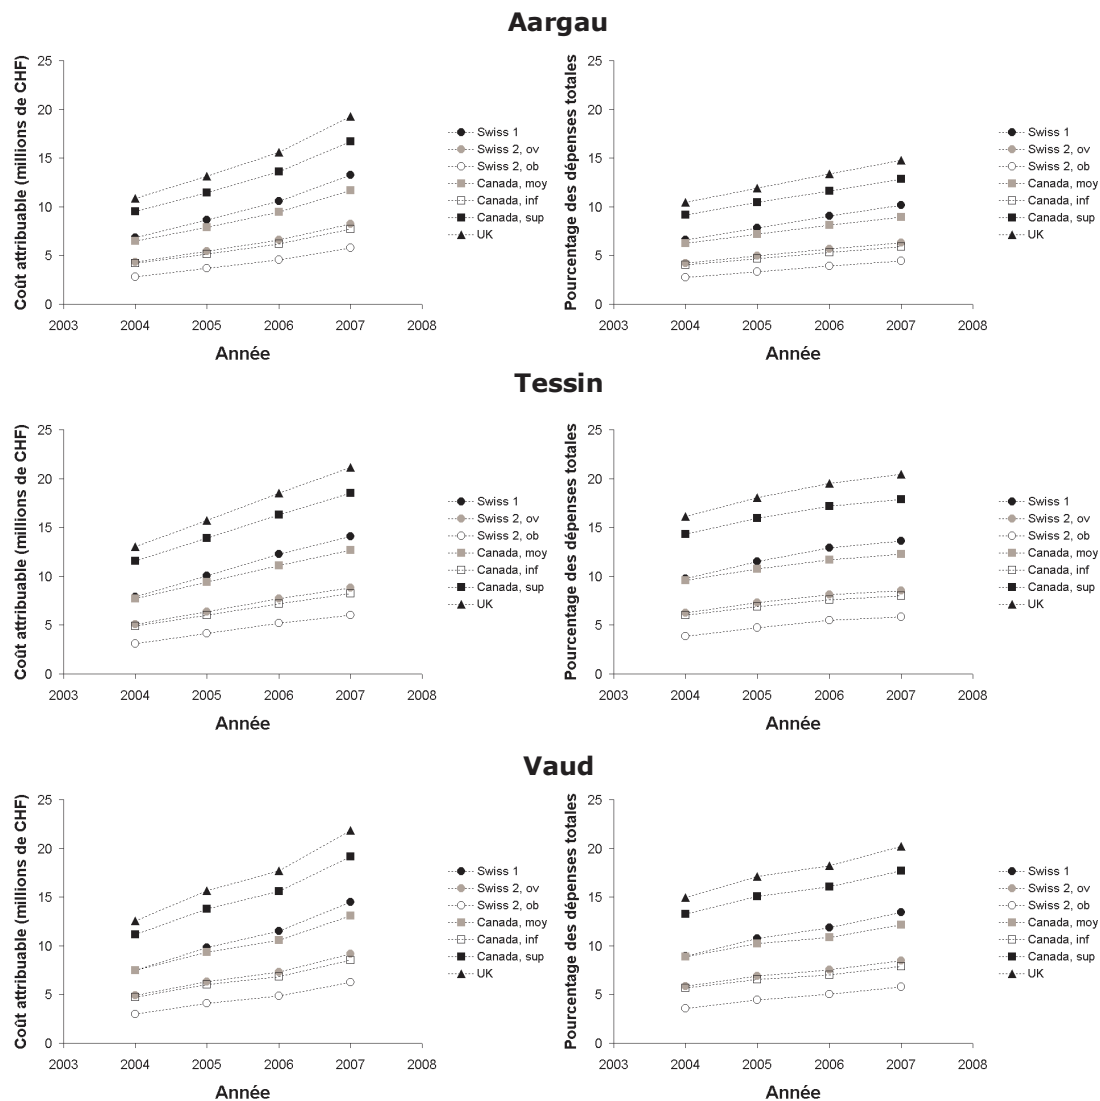 Aargau
Coût attribuable (millions de CHF)
25
20
15
10
5
0
2003 2004 2005 2006 2007 2008
Année
Swiss 1
Swiss 2, ov
Swiss 2, ob
Canada, moy
Canada, inf
Canada, sup
UK
Pourcentage des dépenses totales
25
20
15
10
5
0
2003 2004 2005 2006 2007 2008
Année
Swiss 1
Swiss 2, ov
Swiss 2, ob
Canada, moy
Canada, inf
Canada, sup
UK
Tessin
Coût attribuable (millions de CHF)
25
20
15
10
5
0
2003 2004 2005 2006 2007 2008
Année
Swiss 1
Swiss 2, ov
Swiss 2, ob
Canada, moy
Canada, inf
Canada, sup
UK
Pourcentage des dépenses totales
25
20
15
10
5
0
2003 2004 2005 2006 2007 2008
Année
Swiss 1
Swiss 2, ov
Swiss 2, ob
Canada, moy
Canada, inf
Canada, sup
UK
Vaud
Coût attribuable (millions de CHF)
25
20
15
10
5
0
2003 2004 2005 2006 2007 2008
Année
Swiss 1
Swiss 2, ov
Swiss 2, ob
Canada, moy
Canada, inf
Canada, sup
UK
Pourcentage des dépenses totales
25
20
15
10
5
0
2003 2004 2005 2006 2007 2008
Année
Swiss 1
Swiss 2, ov
Swiss 2, ob
Canada, moy
Canada, inf
Canada, sup
UK